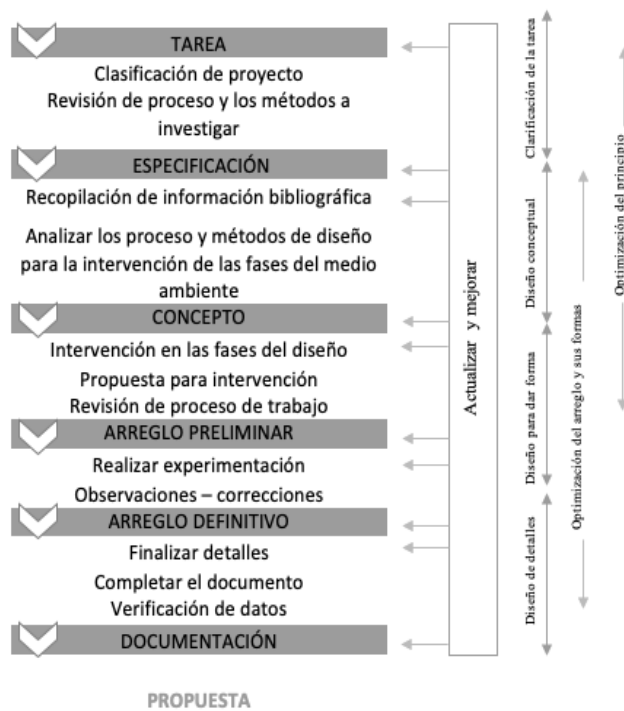 TAREA
Clasificación de proyecto
Revisión de proceso y los métodos a
investigar
ESPECIFICACIÓN
Recopilación de información bibliográfica
Analizar los proceso y métodos de diseño
para la intervención de las fases del medio
ambiente
CONCEPTO
Intervención en las fases del diseño
Propuesta para intervención
Revisión de proceso de trabajo
ARREGLO PRELIMINAR
Realizar experimentación
Observaciones – correcciones
ARREGLO DEFINITIVO
Finalizar detalles
Completar el documento
Verificación de datos
DOCUMENTACIÓN
PROPUESTA
Actualizar y mejorar
Clarificación de la tarea
Diseño conceptual
Diseño para dar forma
Diseño de detalles
Optimización del arreglo y sus formas
Optimización del principio